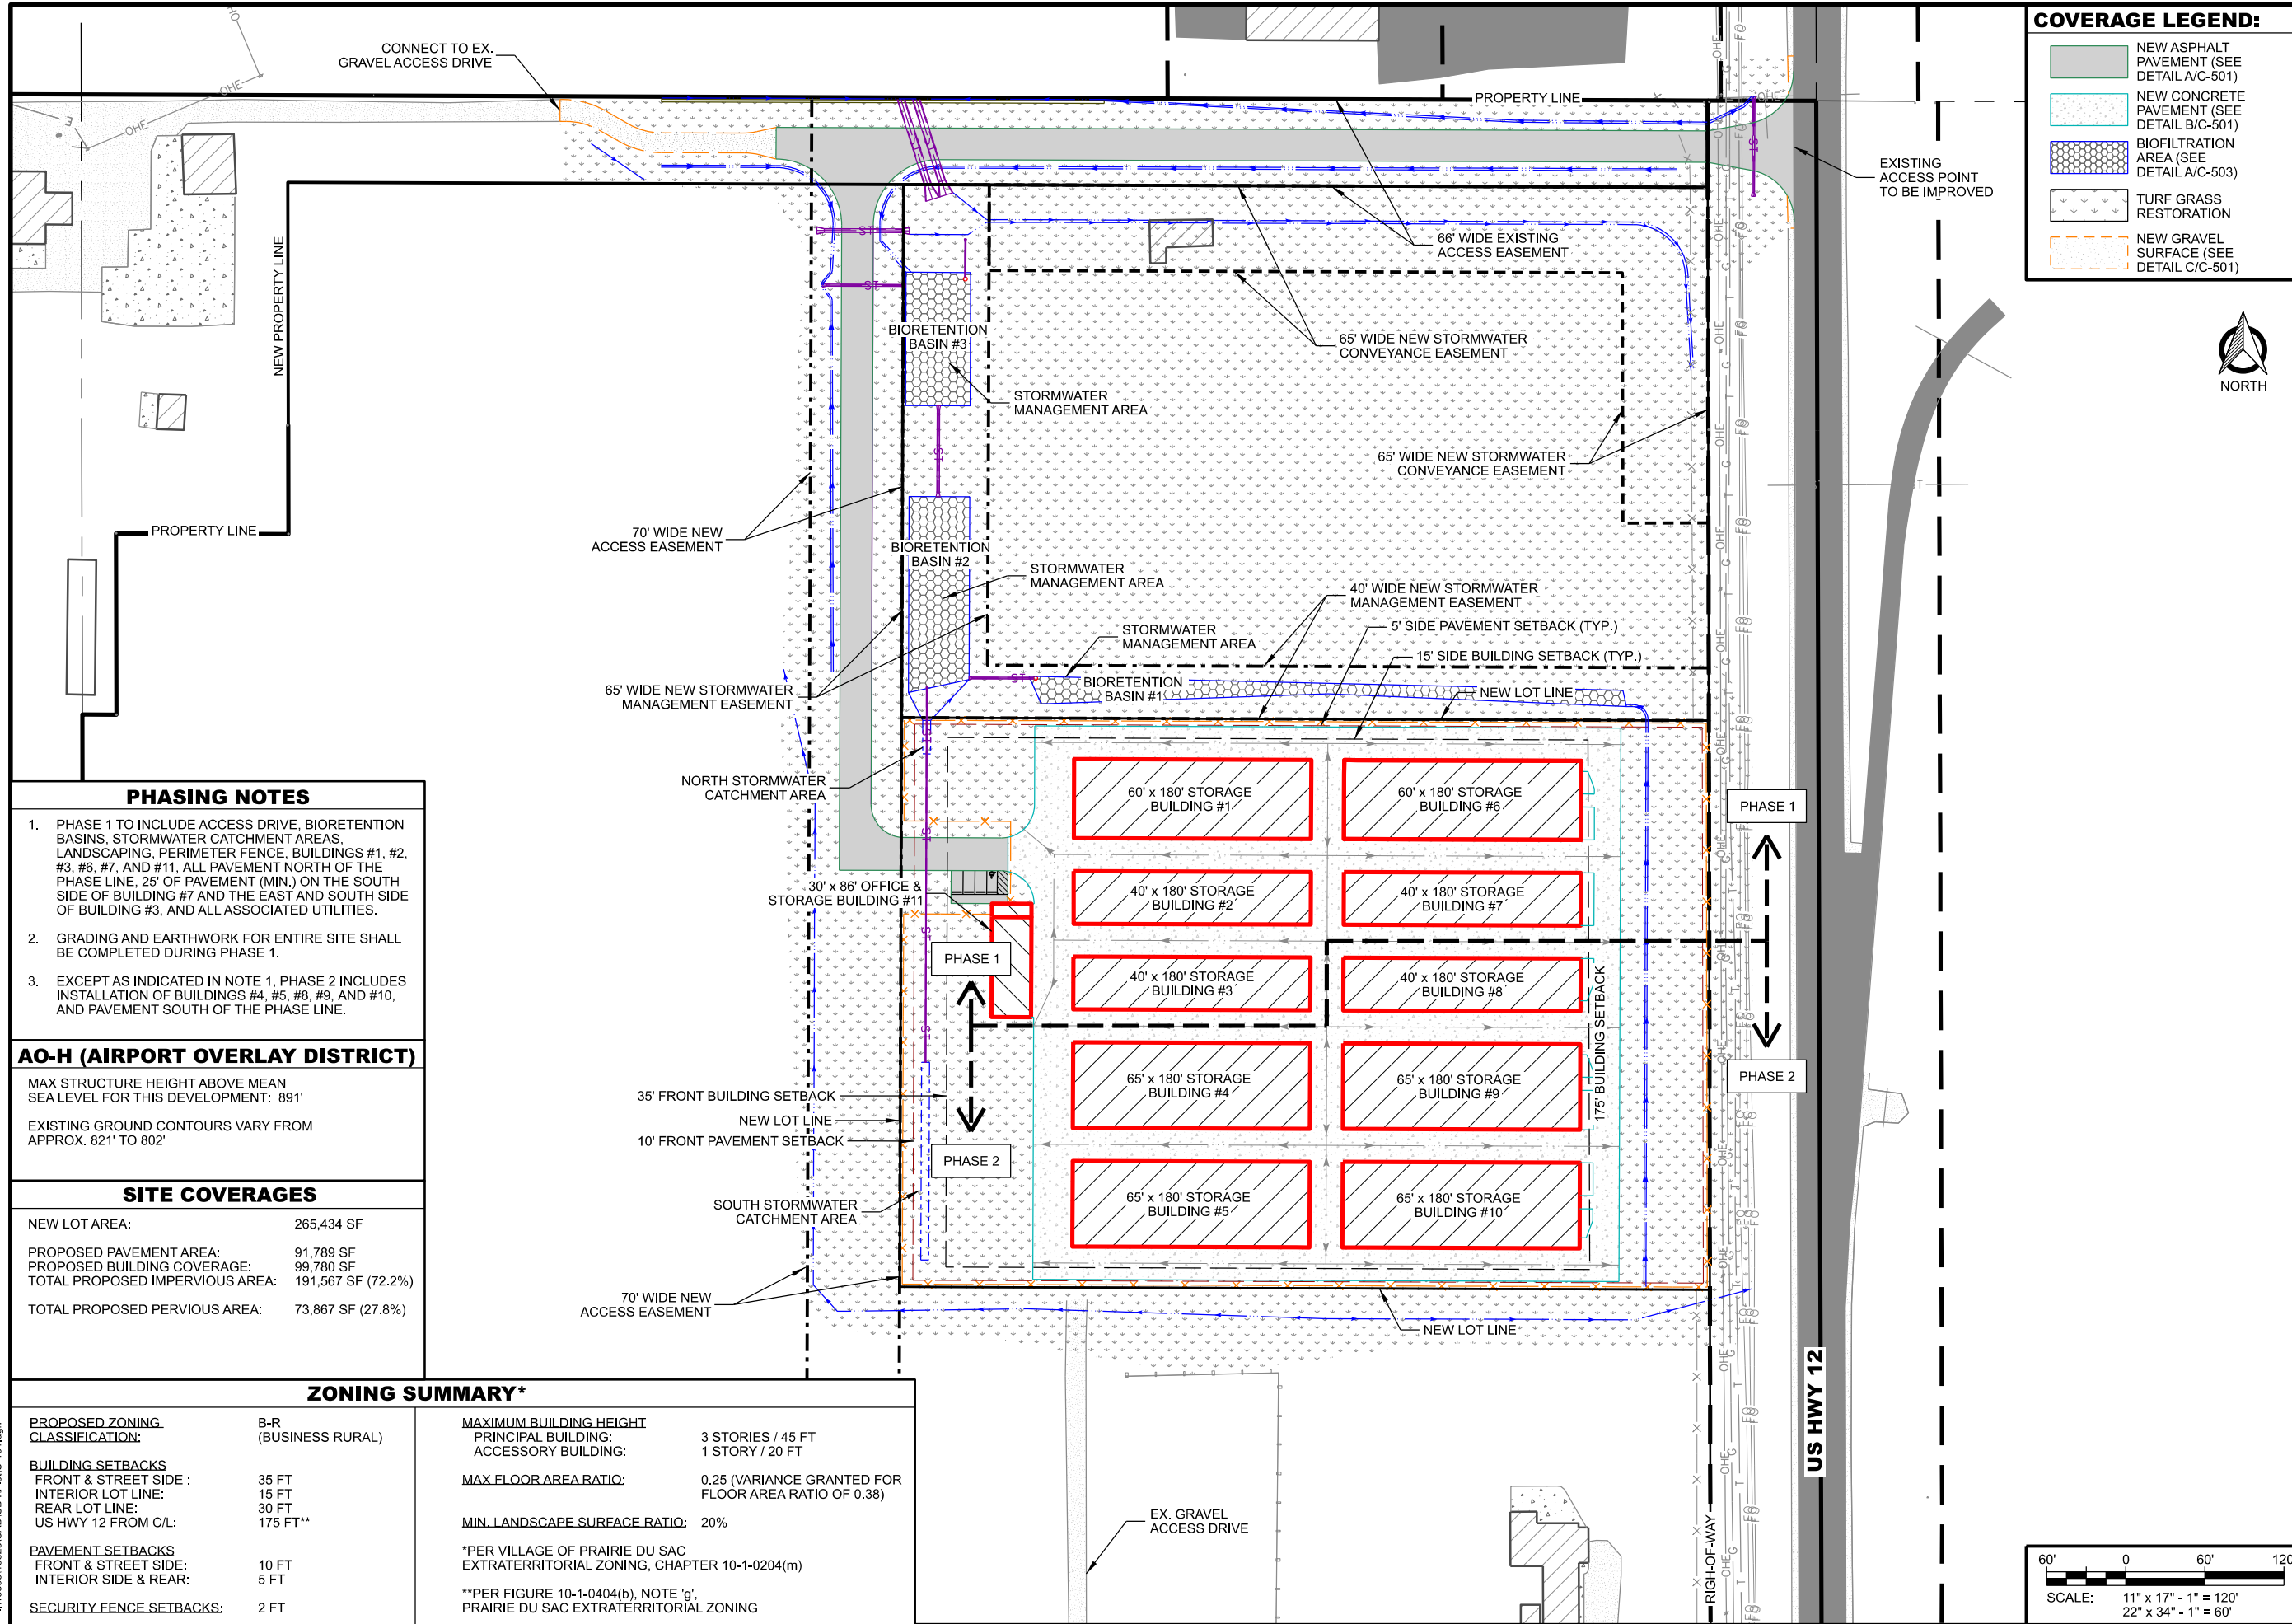 CONNECT TO EX.
GRAVEL ACCESS DRIVE
PROPERTY LINE
EXISTING
ACCESS POINT
TO BE IMPROVED
66' WIDE EXISTING
ACCESS EASEMENT
NEW PROPERTY LINE
BIORETENTION
BASIN #3
65' WIDE NEW STORMWATER
CONVEYANCE EASEMENT
STORMWATER
MANAGEMENT AREA
65' WIDE NEW STORMWATER
CONVEYANCE EASEMENT
PROPERTY LINE
70' WIDE NEW
ACCESS EASEMENT
BIORETENTION
BASIN #2
STORMWATER
MANAGEMENT AREA
40' WIDE NEW STORMWATER
MANAGEMENT EASEMENT
STORMWATER
MANAGEMENT AREA
5' SIDE PAVEMENT SETBACK (TYP.)
15' SIDE BUILDING SETBACK (TYP.)
65' WIDE NEW STORMWATER
MANAGEMENT EASEMENT
BIORETENTION
BASIN #1
NEW LOT LINE
NORTH STORMWATER
CATCHMENT AREA
60' x 180' STORAGE
BUILDING #1
60' x 180' STORAGE
BUILDING #6
PHASE 1
30' x 86' OFFICE &
STORAGE BUILDING #11
40' x 180' STORAGE
BUILDING #2
40' x 180' STORAGE
BUILDING #7
PHASE 1
40' x 180' STORAGE
BUILDING #3
40' x 180' STORAGE
BUILDING #8
175' BUILDING SETBACK
35' FRONT BUILDING SETBACK
NEW LOT LINE
10' FRONT PAVEMENT SETBACK
65' x 180' STORAGE
BUILDING #4
65' x 180' STORAGE
BUILDING #9
PHASE 2
PHASE 2
SOUTH STORMWATER
CATCHMENT AREA
65' x 180' STORAGE
BUILDING #5
65' x 180' STORAGE
BUILDING #10
70' WIDE NEW
ACCESS EASEMENT
NEW LOT LINE
EX. GRAVEL
ACCESS DRIVE
RIGH-OF-WAY
US HWY 12
COVERAGE LEGEND:
NEW ASPHALT
PAVEMENT (SEE
DETAIL A/C-501)
NEW CONCRETE
PAVEMENT (SEE
DETAIL B/C-501)
BIOFILTRATION
AREA (SEE
DETAIL A/C-503)
TURF GRASS
RESTORATION
NEW GRAVEL
SURFACE (SEE
DETAIL C/C-501)
NORTH
PHASING NOTES
1. PHASE 1 TO INCLUDE ACCESS DRIVE, BIORETENTION
BASINS, STORMWATER CATCHMENT AREAS,
LANDSCAPING, PERIMETER FENCE, BUILDINGS #1, #2,
#3, #6, #7, AND #11, ALL PAVEMENT NORTH OF THE
PHASE LINE, 25' OF PAVEMENT (MIN.) ON THE SOUTH
SIDE OF BUILDING #7 AND THE EAST AND SOUTH SIDE
OF BUILDING #3, AND ALL ASSOCIATED UTILITIES.
2. GRADING AND EARTHWORK FOR ENTIRE SITE SHALL
BE COMPLETED DURING PHASE 1.
3. EXCEPT AS INDICATED IN NOTE 1, PHASE 2 INCLUDES
INSTALLATION OF BUILDINGS #4, #5, #8, #9, AND #10,
AND PAVEMENT SOUTH OF THE PHASE LINE.
AO-H (AIRPORT OVERLAY DISTRICT)
MAX STRUCTURE HEIGHT ABOVE MEAN
SEA LEVEL FOR THIS DEVELOPMENT: 891'
EXISTING GROUND CONTOURS VARY FROM
APPROX. 821' TO 802'
SITE COVERAGES
NEW LOT AREA: 265,434 SF
PROPOSED PAVEMENT AREA: 91,789 SF
PROPOSED BUILDING COVERAGE: 99,780 SF
TOTAL PROPOSED IMPERVIOUS AREA: 191,567 SF (72.2%)
TOTAL PROPOSED PERVIOUS AREA: 73,867 SF (27.8%)
ZONING SUMMARY*
PROPOSED ZONING B-R
CLASSIFICATION: (BUSINESS RURAL)
BUILDING SETBACKS
FRONT & STREET SIDE : 35 FT
INTERIOR LOT LINE: 15 FT
REAR LOT LINE: 30 FT
US HWY 12 FROM C/L: 175 FT**
PAVEMENT SETBACKS
FRONT & STREET SIDE: 10 FT
INTERIOR SIDE & REAR: 5 FT
SECURITY FENCE SETBACKS: 2 FT
MAXIMUM BUILDING HEIGHT
PRINCIPAL BUILDING: 3 STORIES / 45 FT
ACCESSORY BUILDING: 1 STORY / 20 FT
MAX FLOOR AREA RATIO: 0.25 (VARIANCE GRANTED FOR
FLOOR AREA RATIO OF 0.38)
MIN. LANDSCAPE SURFACE RATIO: 20%
*PER VILLAGE OF PRAIRIE DU SAC
EXTRATERRITORIAL ZONING, CHAPTER 10-1-0204(m)
**PER FIGURE 10-1-0404(b), NOTE 'g',
PRAIRIE DU SAC EXTRATERRITORIAL ZONING
60' 0 60' 120'
SCALE: 11" x 17" - 1" = 120'
22" x 34" - 1" = 60'